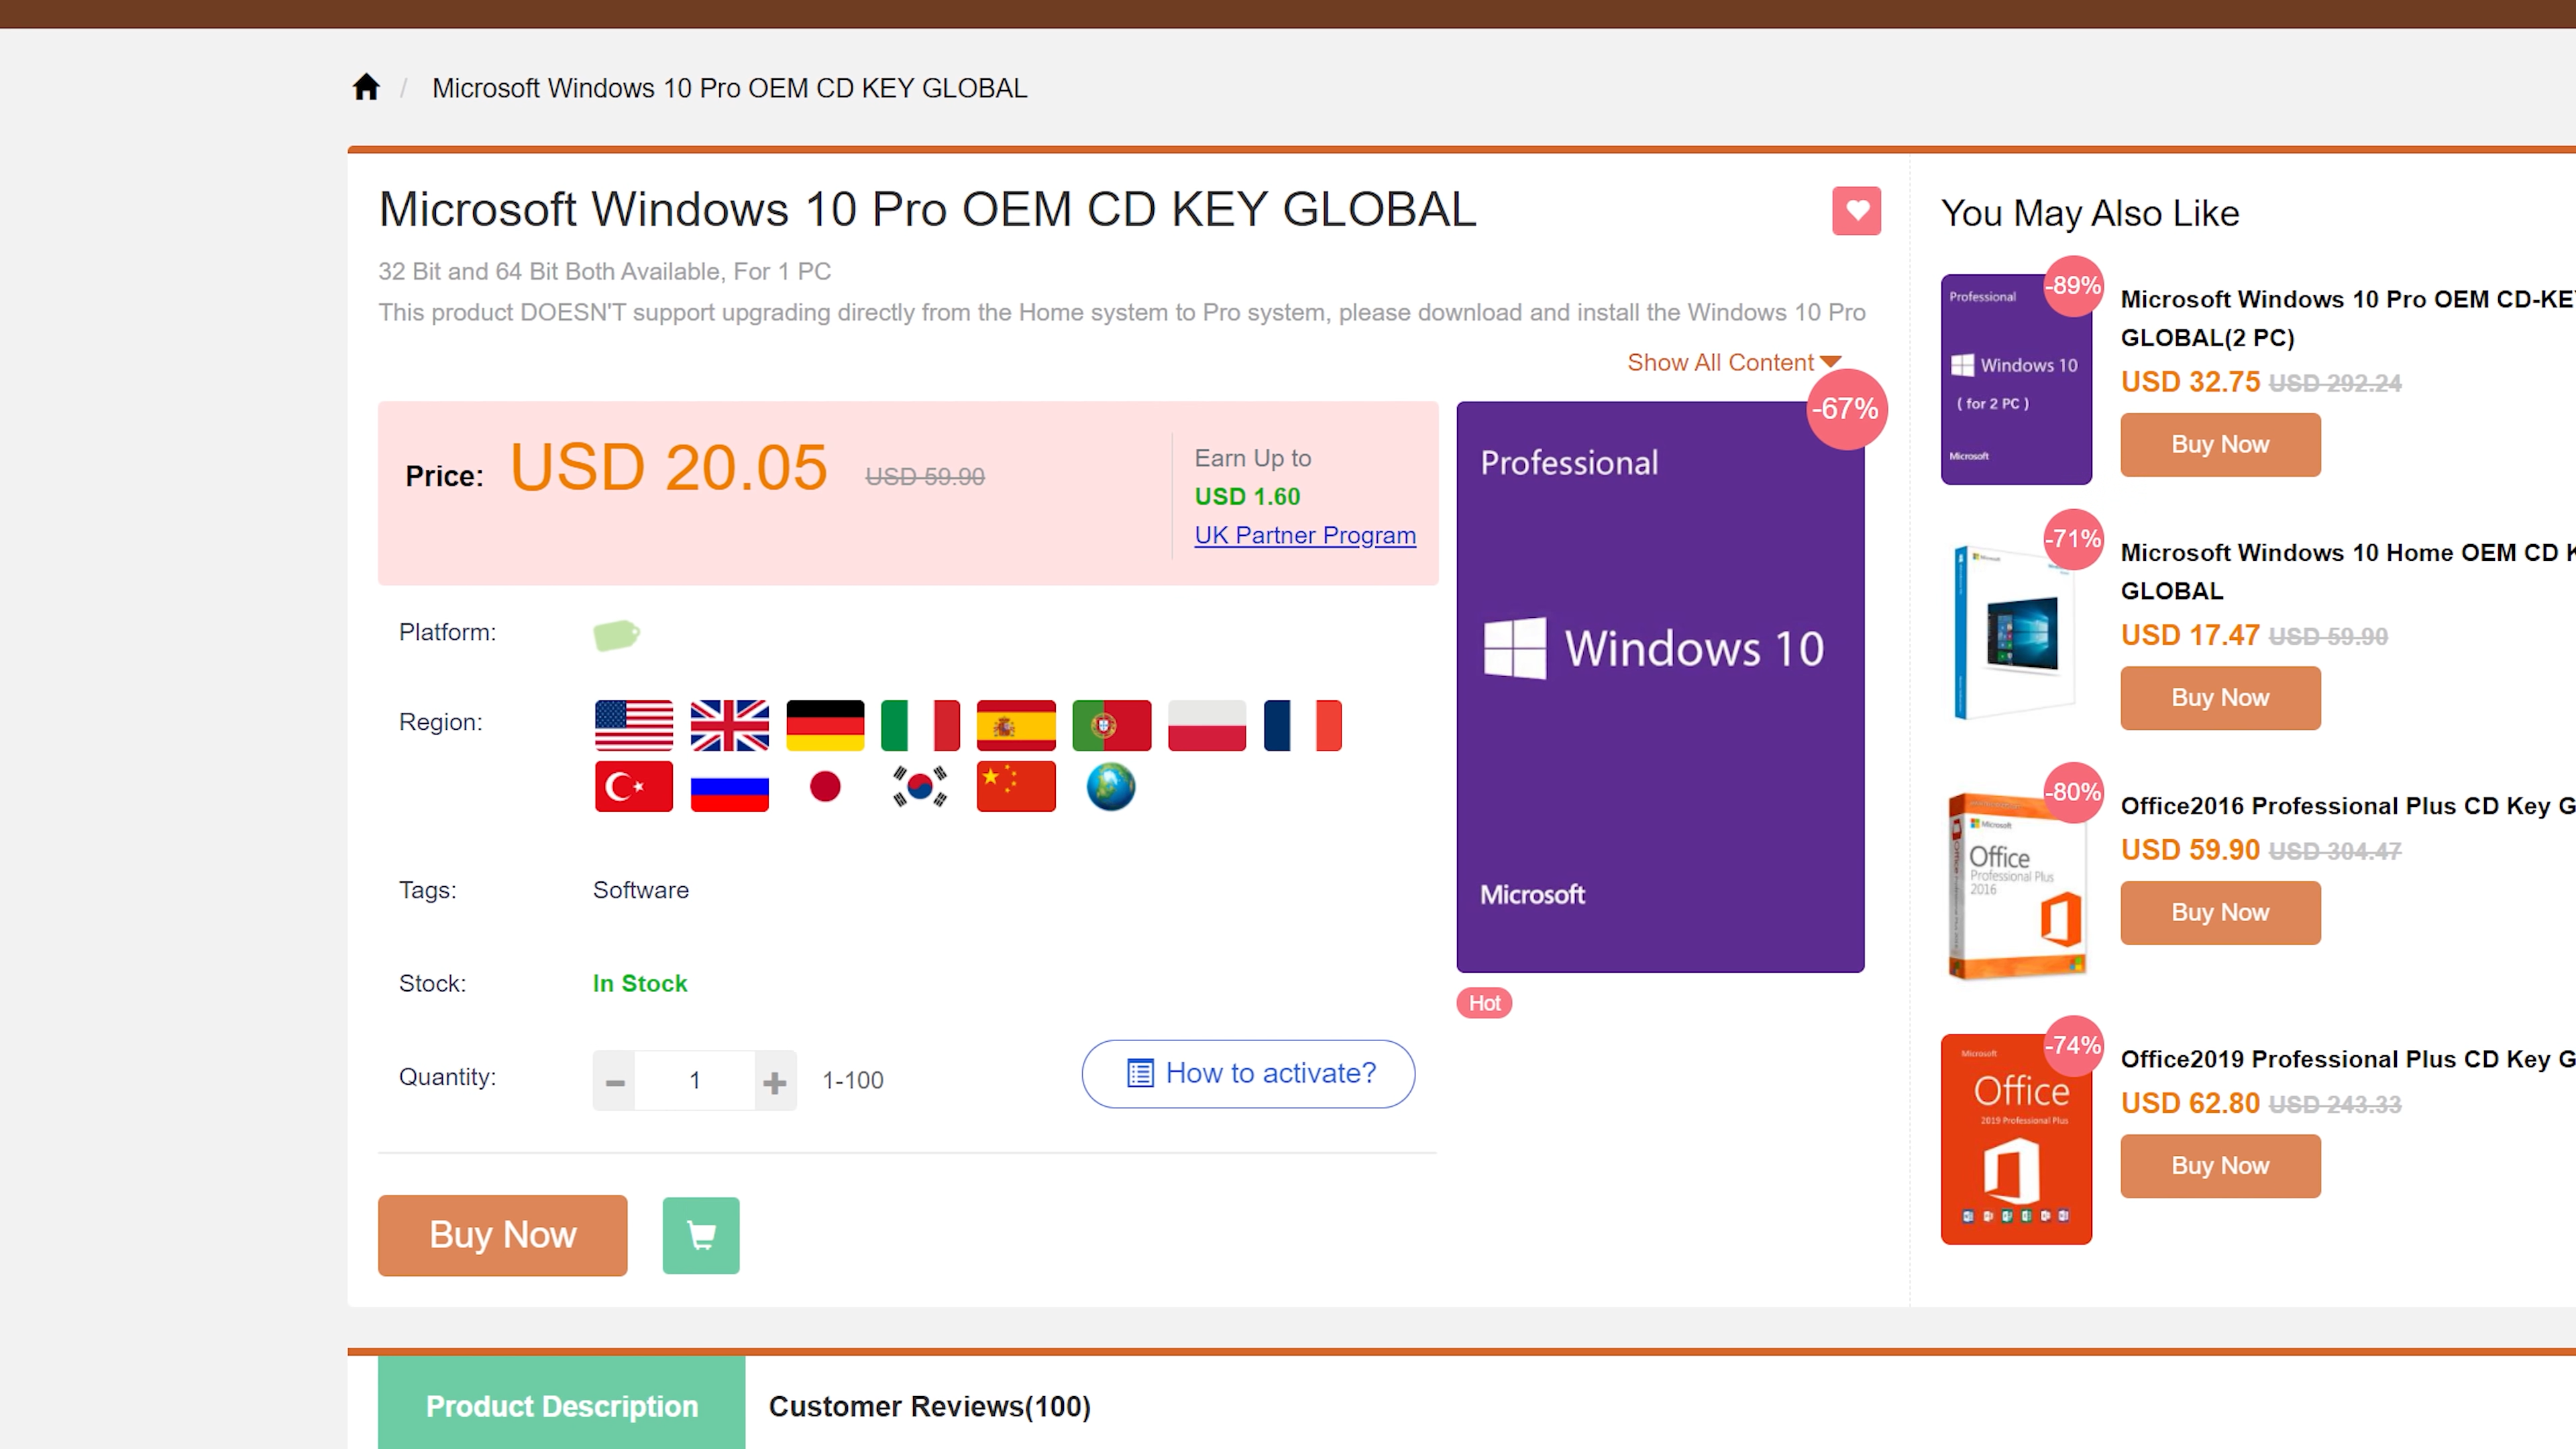 / Microsoft Windows 10 Pro OEM CD KEY GLOBAL
Microsoft Windows 10 Pro OEM CD KEY GLOBAL
32 Bit and 64 Bit Both Available, For 1 PC
This product DOESN'T support upgrading directly from the Home system to Pro system, please download and install the Windows 10 Pro
Show All Content
Price: USD 20.05 USD 59.90
Earn Up to
USD 1.60
UK Partner Program
-67%
Professional
Windows 10
Microsoft
Hot
Platform:
Region:
Tags: Software
Stock: In Stock
Quantity: 1 1-100
How to activate?
Buy Now
You May Also Like
-89%
Professional
Windows 10
( for 2 PC )
Microsoft
Microsoft Windows 10 Pro OEM CD-KE
GLOBAL(2 PC)
USD 32.75 USD 292.24
Buy Now
-71%
Microsoft
Microsoft Windows 10 Home OEM CD K
GLOBAL
USD 17.47 USD 59.90
Buy Now
-80%
Microsoft
Office
Professional Plus
2016
Office2016 Professional Plus CD Key G
USD 59.90 USD 304.47
Buy Now
-74%
Microsoft
Office
2019 Professional Plus
Office2019 Professional Plus CD Key G
USD 62.80 USD 243.33
Buy Now
Product Description
Customer Reviews(100)